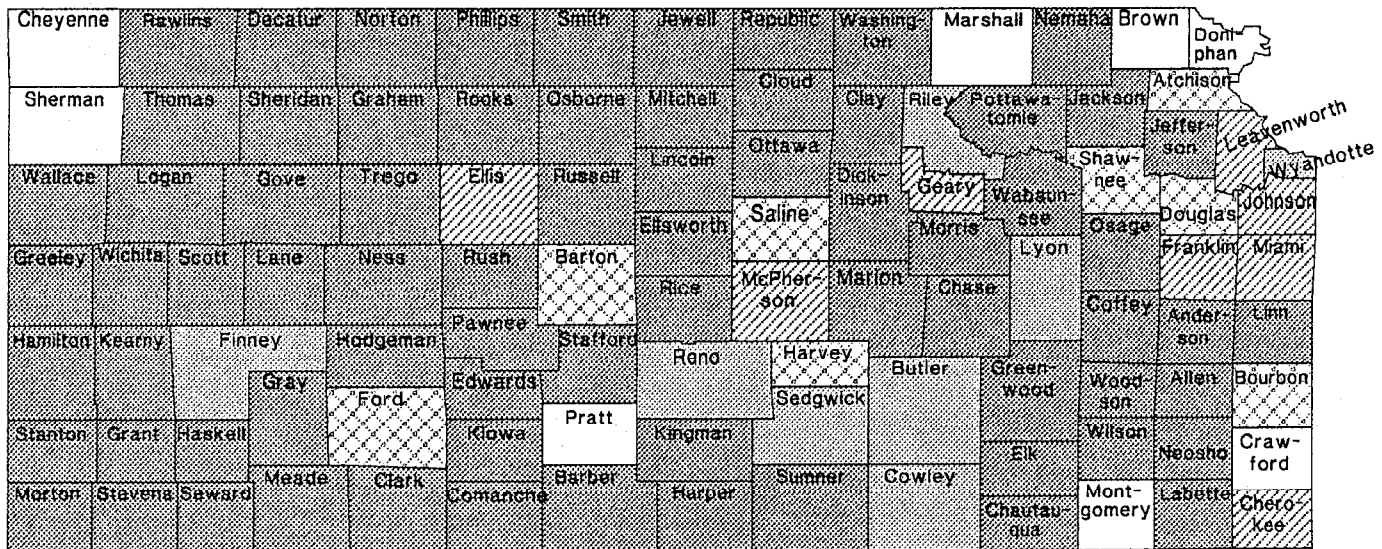 Cheyenne Rawlins Decatur Norton Phillips Smith Jewell Republic Washing-
ton Marshall Nemaha Brown Doni-
phan
Atchison
Cloud
Sherman Thomas Sheridan Graham Rooks Osborne Mitchell Clay Riley Pottawa-
tomie Jackson
Jeffer-
son Leavenworth
Ottawa
Lincoln
Wyandotte
Shaw-
nee
Wallace Logan Gove Trego Ellis Russell Dick-
inson Geary Wabaun-
see
Johnson
Saline
Douglas
Ellsworth Morris Osage
Greeley Wichita Scott Lane Ness Rush Barton Lyon Franklin Miami
Rice McPher-
son Marion Chase
Coffey Ander-
son Linn
Pawnee
Hamilton Kearny Finney Hodgeman Stafford
Reno Harvey Butler Green-
wood
Gray Edwards Wood-
son Allen Bourbon
Ford Sedgwick
Pratt
Stanton Grant Haskell Kiowa Kingman Wilson
Neosho Craw-
ford
Elk
Meade Clark Barber Sumner Cowley
Morton Stevens Seward Comanche Harper Chautau-
qua Mont-
gomery Labette Chero-
kee